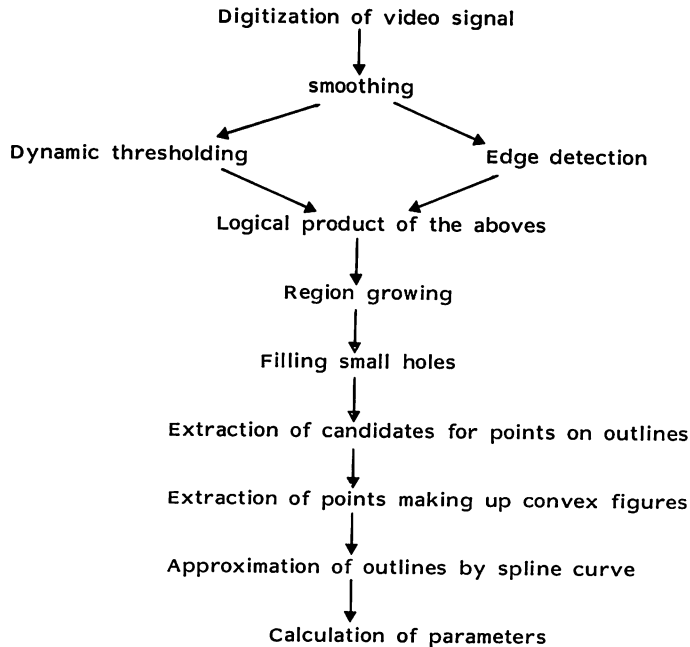 Digitization of video signal
smoothing
Dynamic thresholding
Edge detection
Logical product of the aboves
Region growing
Filling small holes
Extraction of candidates for points on outlines
Extraction of points making up convex figures
Approximation of outlines by spline curve
Calculation of parameters